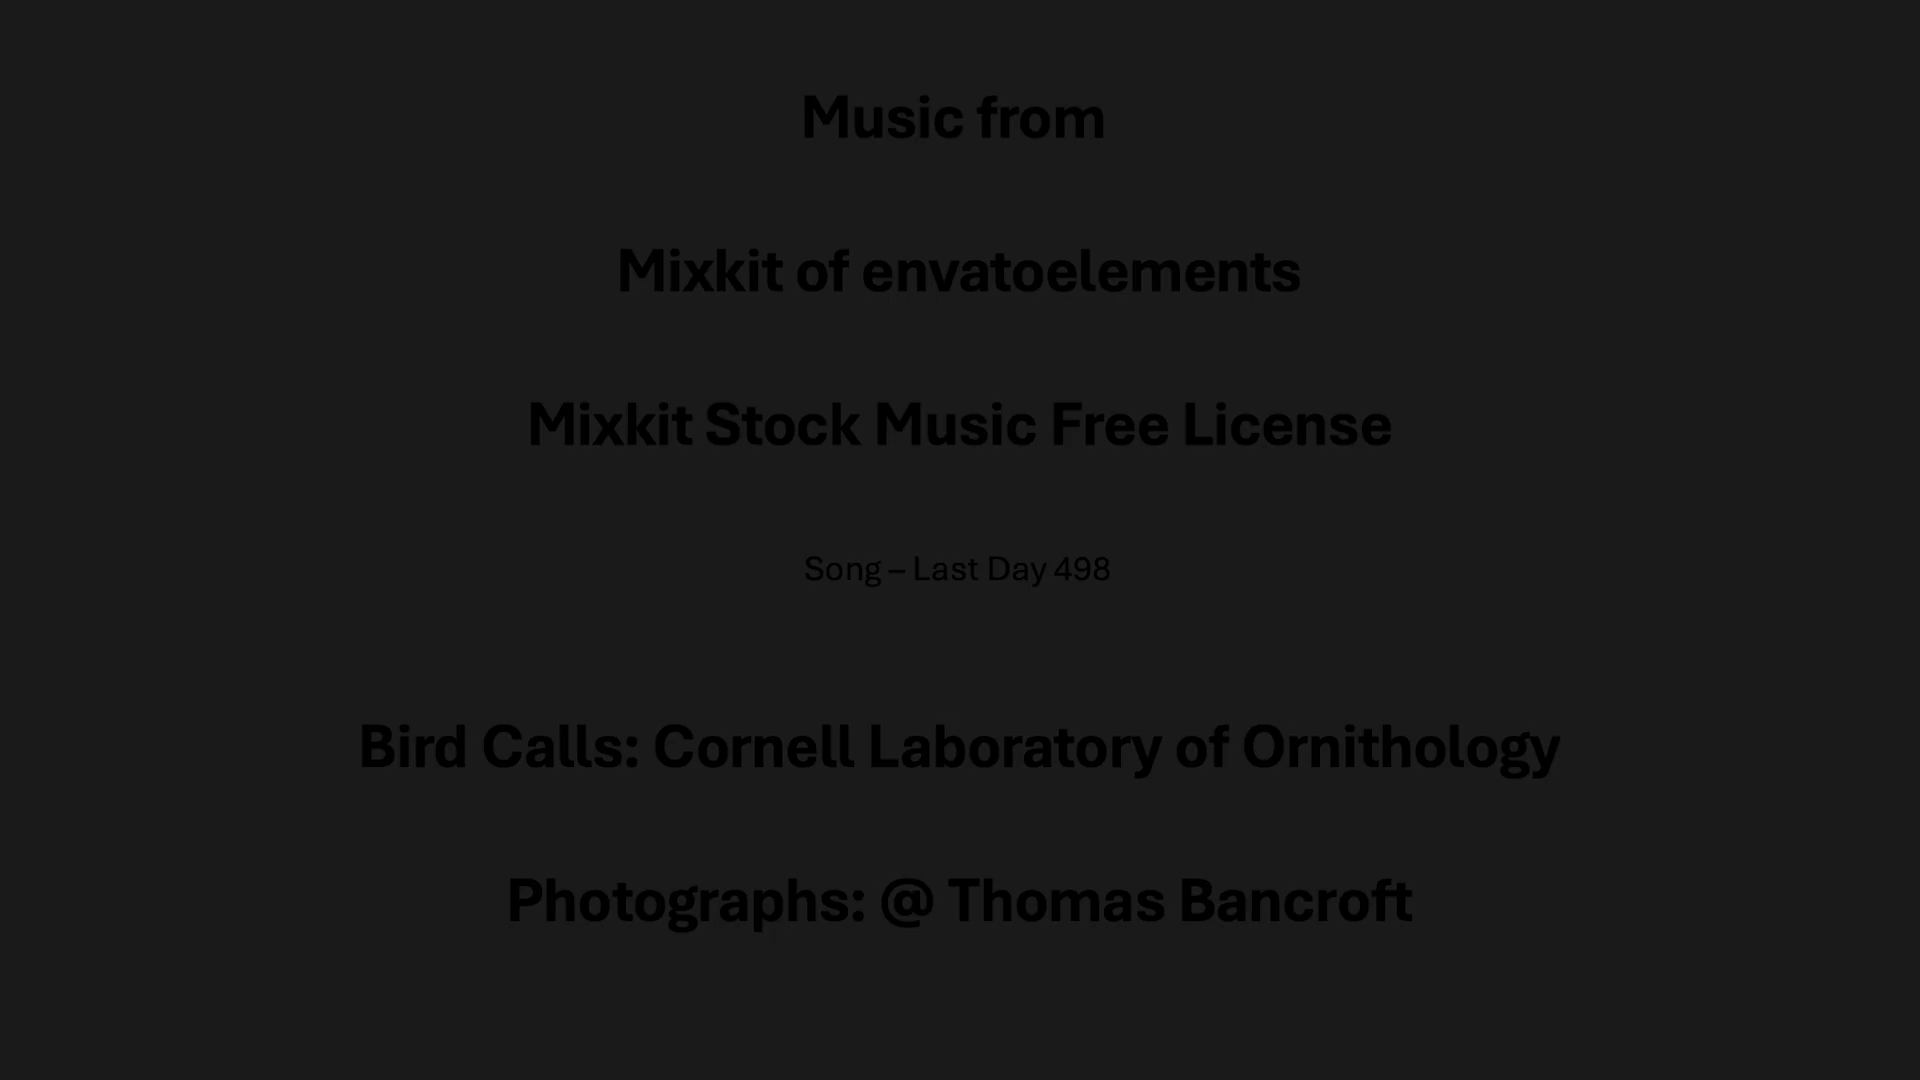 Music from
Mixkit of envatoelements
Mixkit Stock Music Free License
Song – Last Day 498
Bird Calls: Cornell Laboratory of Ornithology
Photographs: @ Thomas Bancroft